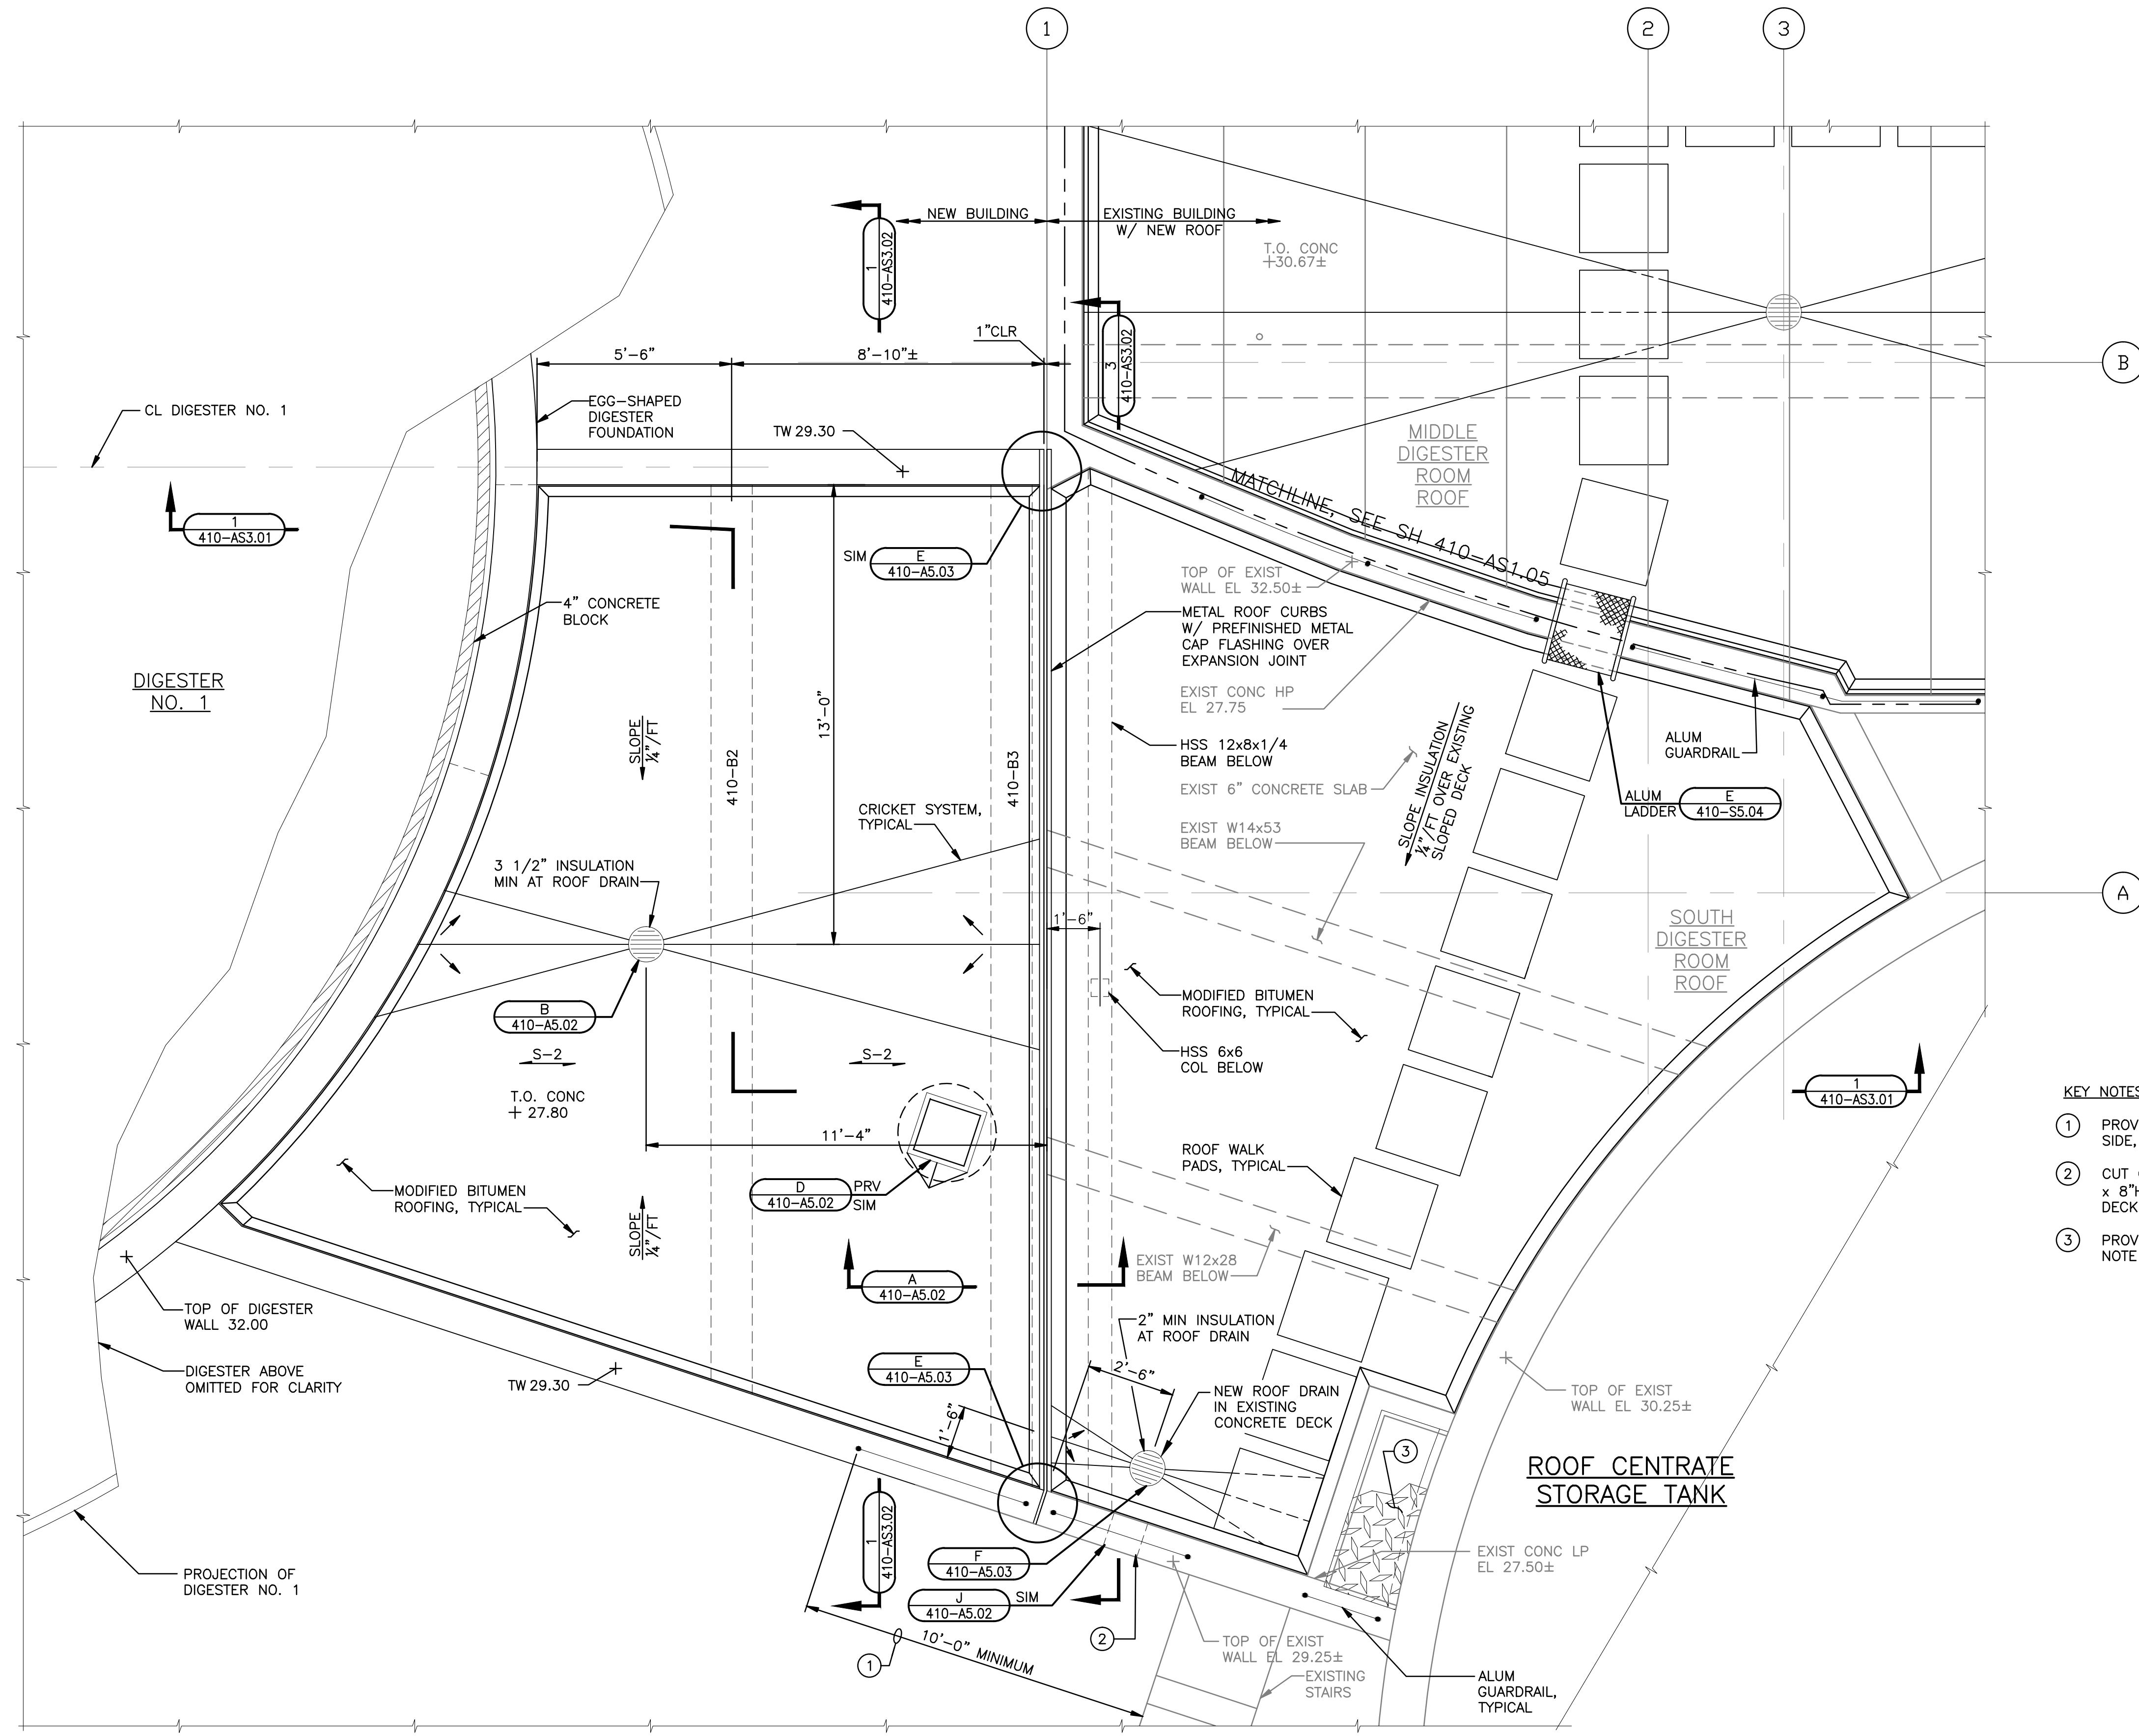 1
2
3
NEW BUILDING
EXISTING BUILDING
W/ NEW ROOF
T.O. CONC
+30.67±
1
410-AS3.02
3
410-AS3.02
1"CLR
5'-6"
8'-10"±
B
CL DIGESTER NO. 1
EGG-SHAPED
DIGESTER
FOUNDATION
TW 29.30
MIDDLE
DIGESTER
ROOM
ROOF
MATCHLINE, SEE SH 410-AS1.05
1
410-AS3.01
SIM
E
410-A5.03
TOP OF EXIST
WALL EL 32.50±
4" CONCRETE
BLOCK
METAL ROOF CURBS
W/ PREFINISHED METAL
CAP FLASHING OVER
EXPANSION JOINT
DIGESTER
NO. 1
EXIST CONC HP
EL 27.75
SLOPE
¼"/FT
410-B2
13'-0"
410-B3
HSS 12x8x1/4
BEAM BELOW
SLOPE INSULATION
¼"/FT OVER EXISTING
SLOPED DECK
ALUM
GUARDRAIL
EXIST 6" CONCRETE SLAB
ALUM
LADDER
E
410-S5.04
CRICKET SYSTEM,
TYPICAL
EXIST W14x53
BEAM BELOW
3 1/2" INSULATION
MIN AT ROOF DRAIN
A
1'-6"
SOUTH
DIGESTER
ROOM
ROOF
B
410-A5.02
MODIFIED BITUMEN
ROOFING, TYPICAL
S-2
S-2
HSS 6x6
COL BELOW
T.O. CONC
+ 27.80
1
410-AS3.01
KEY NOTES
1
PROV
SIDE,
2
CUT
x 8"H
DECK
3
PROV
NOTE
11'-4"
ROOF WALK
PADS, TYPICAL
MODIFIED BITUMEN
ROOFING, TYPICAL
D
410-A5.02
PRV
SIM
SLOPE
¼"/FT
EXIST W12x28
BEAM BELOW
A
410-A5.02
TOP OF DIGESTER
WALL 32.00
2" MIN INSULATION
AT ROOF DRAIN
DIGESTER ABOVE
OMITTED FOR CLARITY
E
410-A5.03
TW 29.30
2'-6"
NEW ROOF DRAIN
IN EXISTING
CONCRETE DECK
TOP OF EXIST
WALL EL 30.25±
1'-6"
3
ROOF CENTRATE
STORAGE TANK
1
410-AS3.02
F
410-A5.03
EXIST CONC LP
EL 27.50±
PROJECTION OF
DIGESTER NO. 1
J
410-A5.02
SIM
2
1
10'-0" MINIMUM
TOP OF EXIST
WALL EL 29.25±
EXISTING
STAIRS
ALUM
GUARDRAIL,
TYPICAL